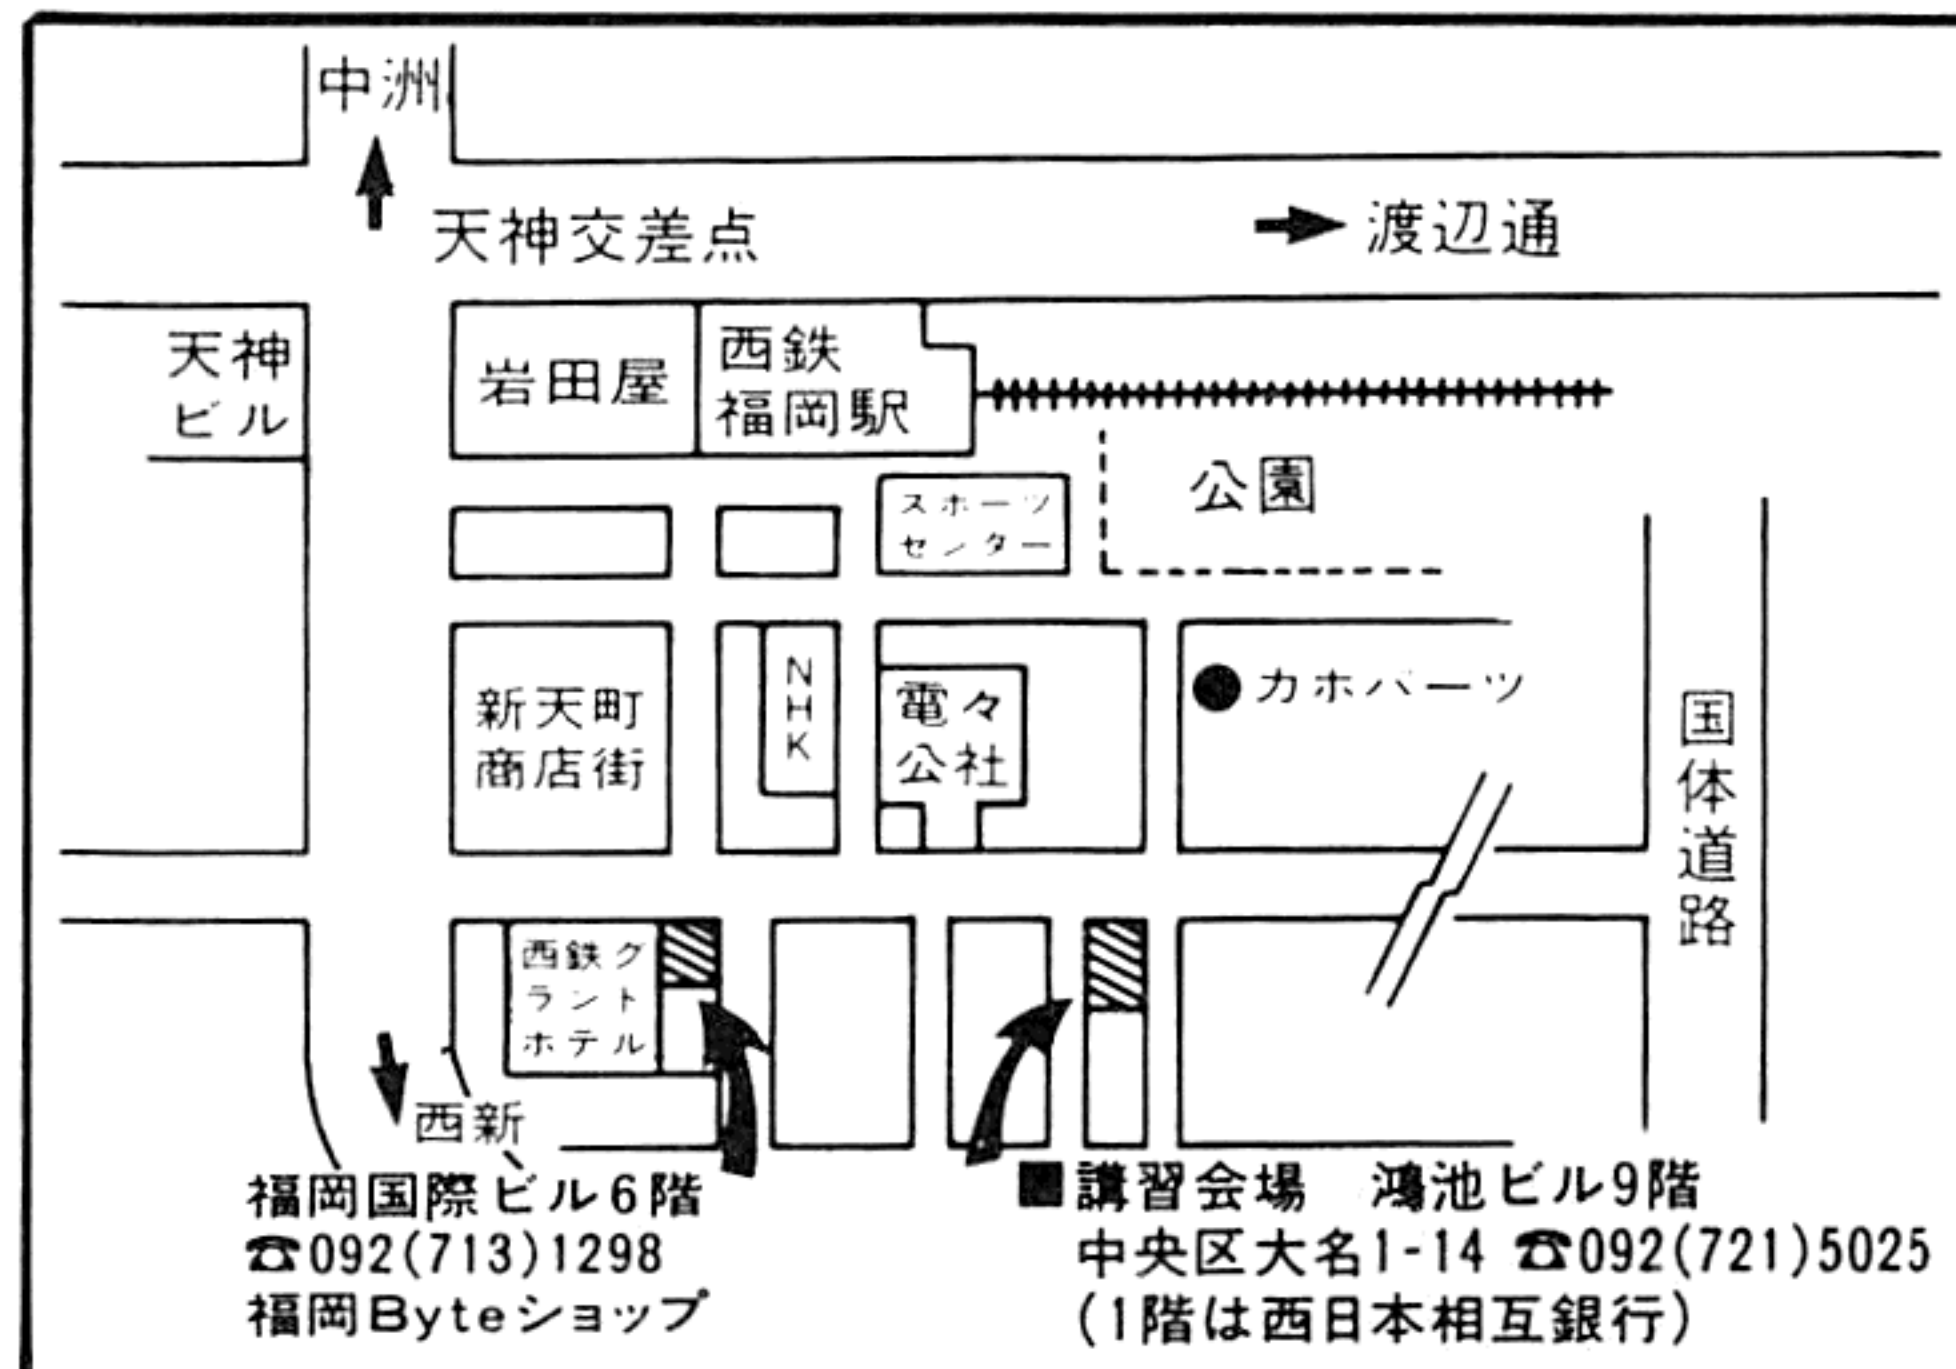 中洲
天神交差点
渡辺通
天神
ビル
岩田屋
西鉄
福岡駅
公園
スポーツ
センター
新天町
商店街
NHK
電々
公社
カホパーツ
国体道路
西鉄グ
ラント
ホテル
西新
福岡国際ビル6階
☎092(713)1298
福岡Byteショップ
■講習会場 鴻池ビル9階
中央区大名1-14 ☎092(721)5025
(1階は西日本相互銀行)